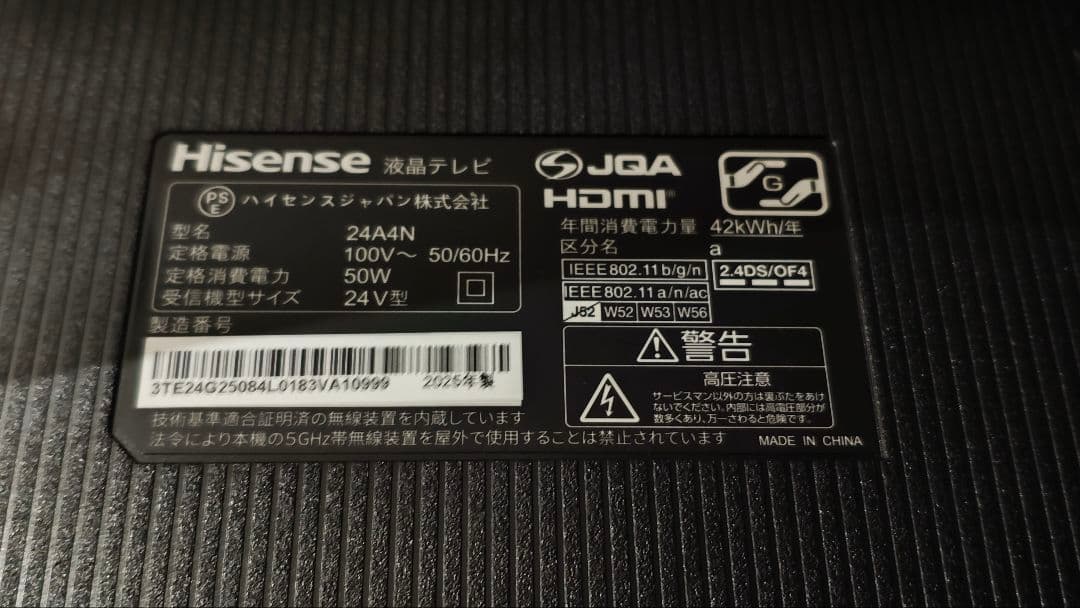 Hisense 液晶テレビ
PSE ハイセンスジャパン株式会社
型名 24A4N
定格電源 100V～ 50/60Hz
定格消費電力 50W
受信機型サイズ 24V型
製造番号
3TE24G25084L0183VA10999 2025年製
JQA
HDMI
G
年間消費電力量 42kWh/年
区分名 a
IEEE802.11b/g/n
2.4DS/OF4
IEEE802.11a/n/ac
J52 W52 W53 W56
警告
高圧注意
サービスマン以外の方は裏ぶたをあけ
ないでください。内部には高電圧部分が
数多くあり、万一さわると危険です。
技術基準適合証明済の無線装置を内蔵しています
法令により本機の5GHz帯無線装置を屋外で使用することは禁止されています
MADE IN CHINA